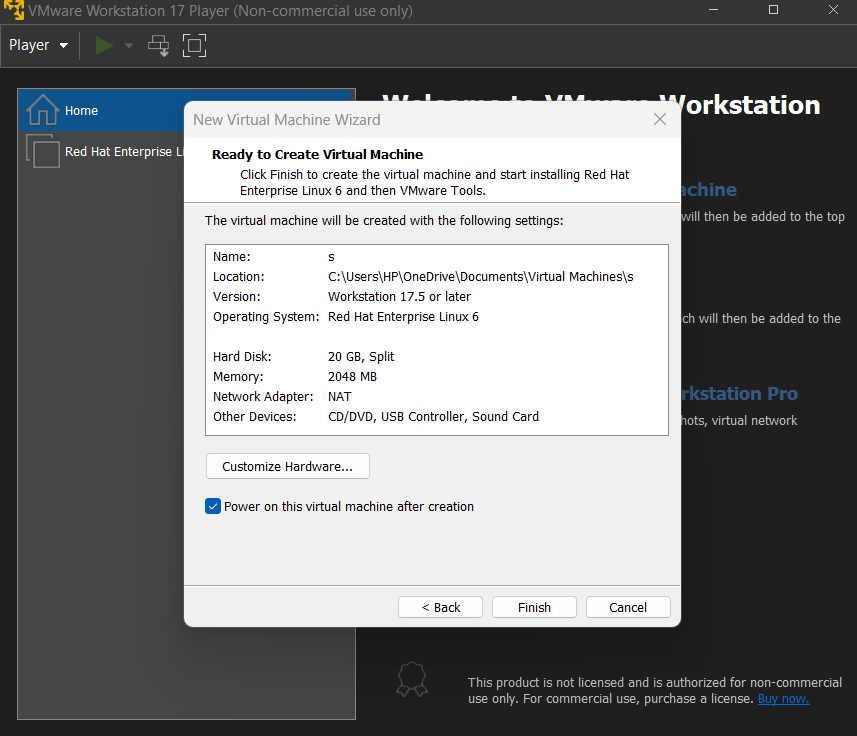 VMware Workstation 17 Player (Non-commercial use only)
Player
Home
Red Hat Enterprise Li
Welcome to VMware Workstation
New Virtual Machine Wizard
Ready to Create Virtual Machine
Click Finish to create the virtual machine and start installing Red Hat
Enterprise Linux 6 and then VMware Tools.
The virtual machine will be created with the following settings:
Name: s
Location: C:\Users\HP\OneDrive\Documents\Virtual Machines\s
Version: Workstation 17.5 or later
Operating System: Red Hat Enterprise Linux 6
Hard Disk: 20 GB, Split
Memory: 2048 MB
Network Adapter: NAT
Other Devices: CD/DVD, USB Controller, Sound Card
Customize Hardware...
Power on this virtual machine after creation
< Back
Finish
Cancel
achine
will then be added to the top
ch will then be added to the
rkstation Pro
hots, virtual network
This product is not licensed and is authorized for non-commercial
use only. For commercial use, purchase a license. Buy now.